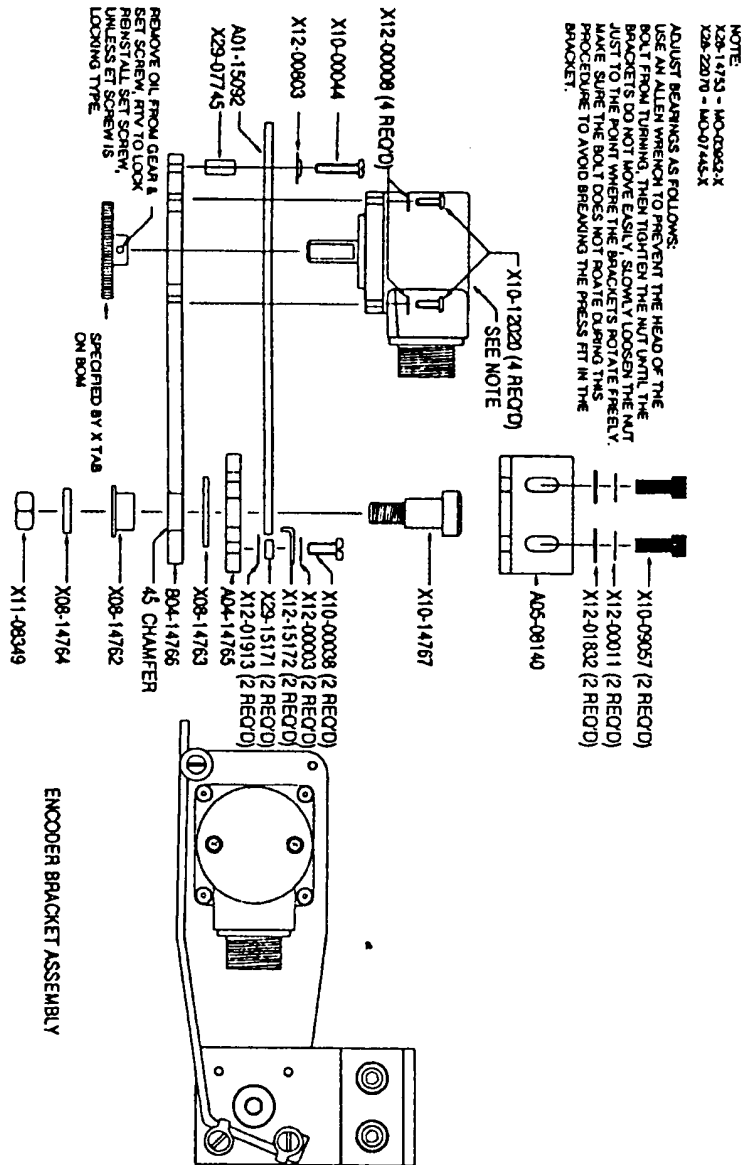 NOTE:
X28-14753 = MO-03952-X
X28-22070 = MO-07445-X
ADJUST BEARINGS AS FOLLOWS:
USE AN ALLEN WRENCH TO PREVENT THE HEAD OF THE
BOLT FROM TURNING, THEN TIGHTEN THE NUT UNTIL THE
BRACKETS DO NOT MOVE EASILY, SLOWLY LOOSEN THE NUT
JUST TO THE POINT WHERE THE BRACKETS ROTATE FREELY.
MAKE SURE THE BOLT DOES NOT ROATE DURING THIS
PROCEDURE TO AVOID BREAKING THE PRESS FIT IN THE
BRACKET.
X10-09057 (2 REQ'D)
X12-00011 (2 REQ'D)
X12-01832 (2 REQ'D)
A05-08140
X10-12020 (4 REQ'D)
SEE NOTE
X12-00008 (4 REQ'D)
X10-14767
X10-00044
X12-00803
A01-15092
X29-07745
X10-00038 (2 REQ'D)
X12-00003 (2 REQ'D)
X12-15172 (2 REQ'D)
X29-15171 (2 REQ'D)
X12-01913 (2 REQ'D)
A04-14765
X08-14763
B04-14766
45° CHAMFER
X08-14762
X08-14764
X11-08349
REMOVE OIL FROM GEAR &
SET SCREW, RTV TO LOCK
REINSTALL SET SCREW,
UNLESS ET SCREW IS
LOCKING TYPE.
SPECIFIED BY X TAB
ON BOM
ENCODER BRACKET ASSEMBLY